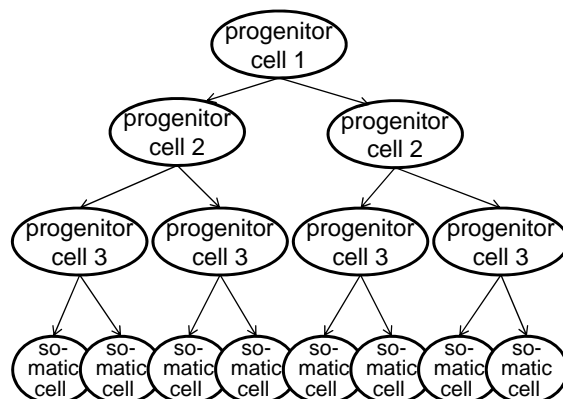 progenitor
cell 1
progenitor
cell 2
progenitor
cell 2
progenitor
cell 3
progenitor
cell 3
progenitor
cell 3
progenitor
cell 3
so-
matic
cell
so-
matic
cell
so-
matic
cell
so-
matic
cell
so-
matic
cell
so-
matic
cell
so-
matic
cell
so-
matic
cell